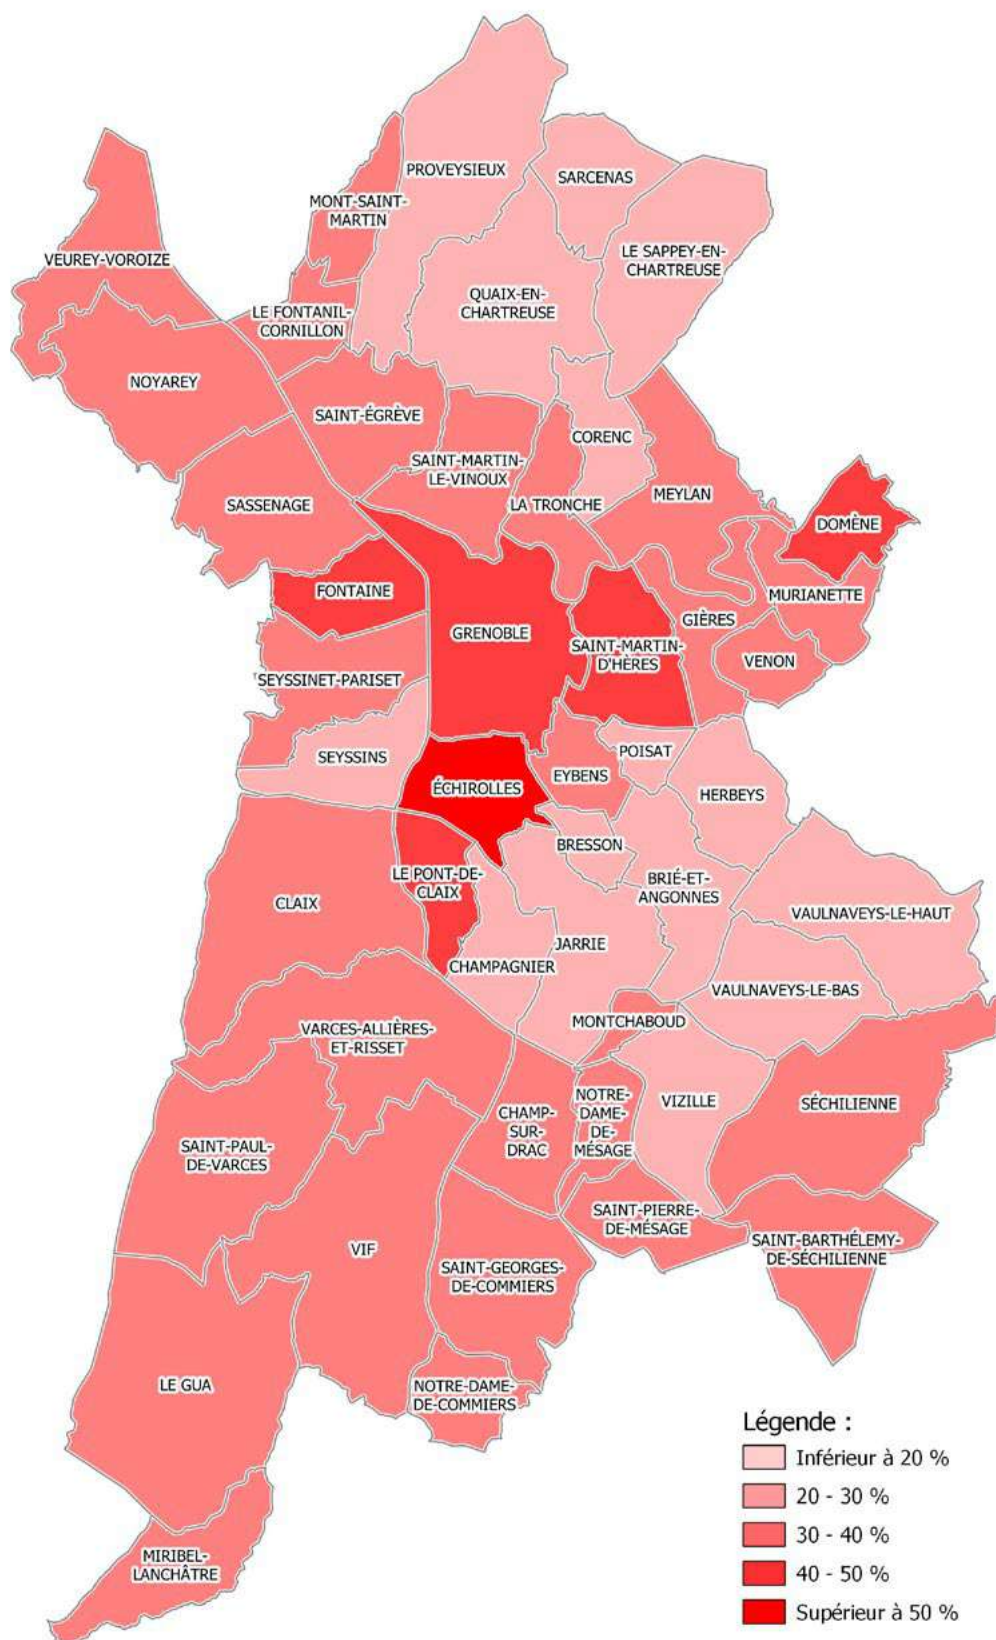 PROVEYSIEUX
SARCENAS
MONT-SAINT-
MARTIN
LE SAPPEY-EN-
CHARTREUSE
VEUREY-VOROIZE
QUAIX-EN-
CHARTREUSE
LE FONTANIL-
CORNILLON
NOYAREY
SAINT-ÉGRÈVE
CORENC
SAINT-MARTIN-
LE-VINOUX
SASSENAGE
LA TRONCHE
MEYLAN
DOMÈNE
FONTAINE
MURIANETTE
GRENOBLE
GIÈRES
SAINT-MARTIN-
D'HÈRES
VENON
SEYSSINET-PARISET
SEYSSINS
POISAT
EYBENS
ÉCHIROLLES
HERBEYS
BRESSON
LE PONT-DE-
CLAIX
BRIÉ-ET-
ANGONNES
CLAIX
VAULNAVEYS-LE-HAUT
JARRIE
CHAMPAGNIER
VAULNAVEYS-LE-BAS
MONTCHABOUD
VARCES-ALLIÈRES-
ET-RISSET
NOTRE-
DAME-
DE-
MÉSAGE
VIZILLE
SÉCHILIENNE
CHAMP-
SUR-
DRAC
SAINT-PAUL-
DE-VARCES
SAINT-PIERRE-
DE-MÉSAGE
VIF
SAINT-BARTHÉLEMY-
DE-SÉCHILIENNE
SAINT-GEORGES-
DE-COMMIERS
LE GUA
NOTRE-DAME-
DE-COMMIERS
MIRIBEL-
LANCHÂTRE
Légende :
Inférieur à 20 %
20 - 30 %
30 - 40 %
40 - 50 %
Supérieur à 50 %